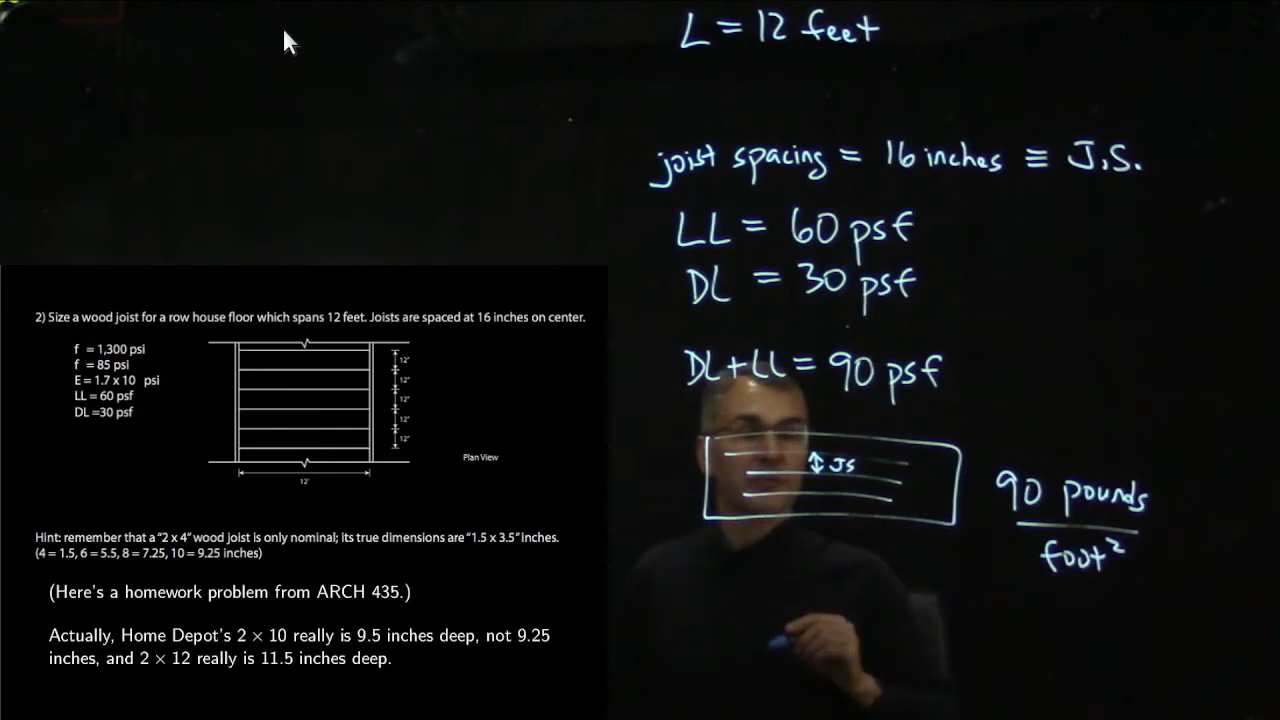 L = 12 feet
joist spacing = 16 inches ≡ J.S.
LL = 60 psf
DL = 30 psf
DL + LL = 90 psf
JS
90 pounds
foot²
2) Size a wood joist for a row house floor which spans 12 feet. Joists are spaced at 16 inches on center.
f = 1,300 psi
f = 85 psi
E = 1.7 x 10 psi
LL = 60 psf
DL =30 psf
12"
12"
12"
12"
12"
12'
Plan View
Hint: remember that a "2 x 4" wood joist is only nominal; its true dimensions are "1.5 x 3.5" inches.
(4 = 1.5, 6 = 5.5, 8 = 7.25, 10 = 9.25 inches)
(Here's a homework problem from ARCH 435.)
Actually, Home Depot's 2 × 10 really is 9.5 inches deep, not 9.25
inches, and 2 × 12 really is 11.5 inches deep.